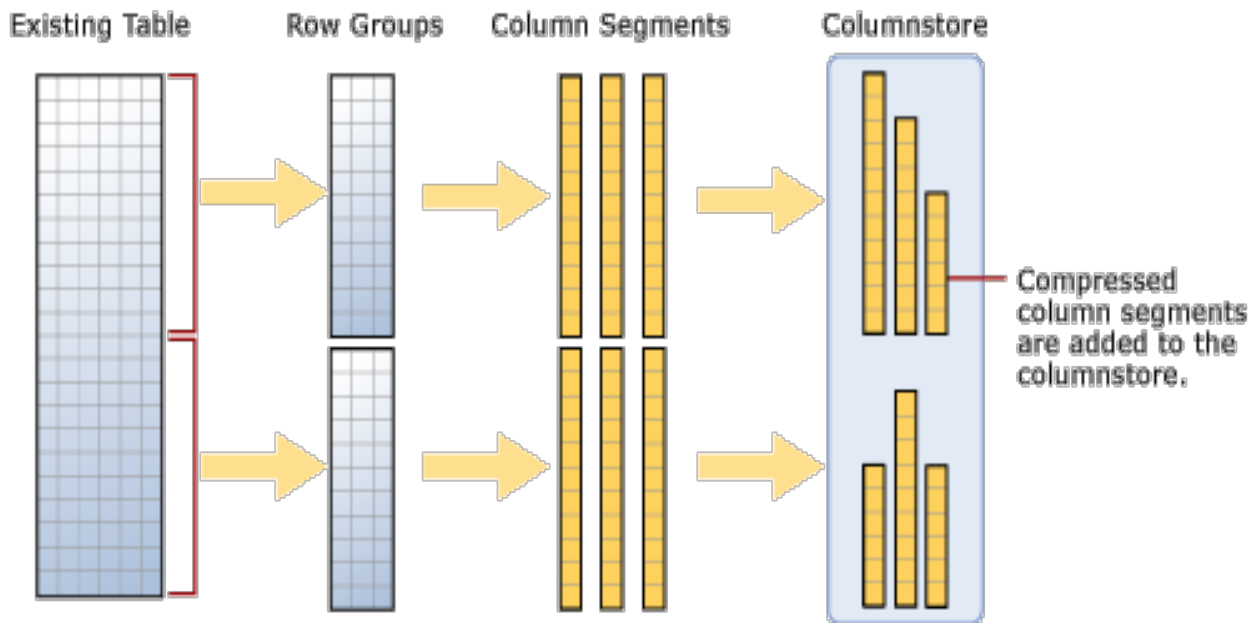 Existing Table
Row Groups
Column Segments
Columnstore
Compressed
column segments
are added to the
columnstore.